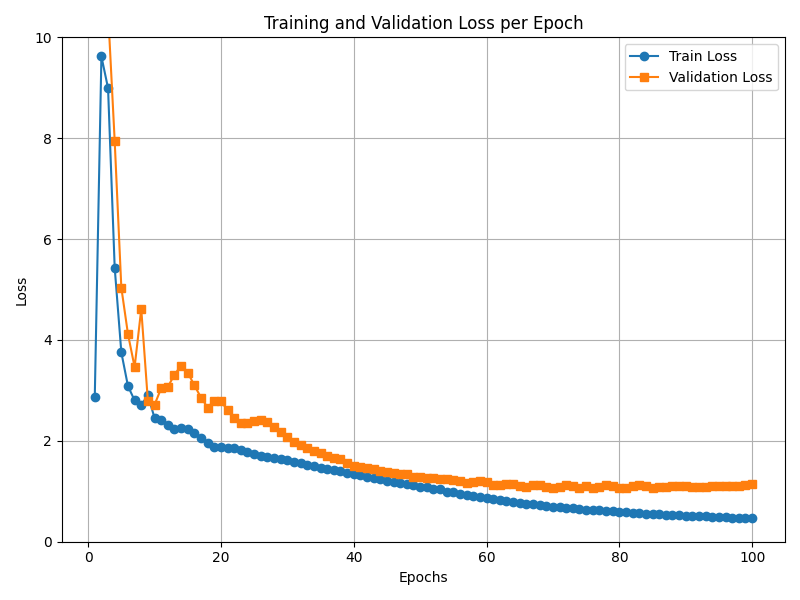 Training and Validation Loss per Epoch
Train Loss
Validation Loss
Loss
10
8
6
4
2
0
0 20 40 60 80 100
Epochs